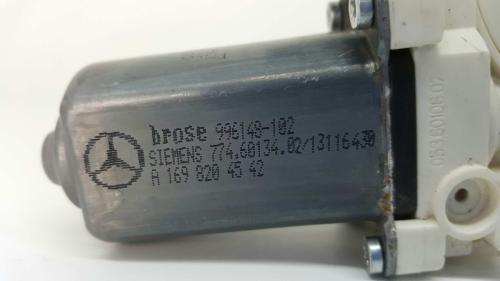 brose 996148-102
SIEMENS 774.60134.02/13116430
A 169 820 45 42